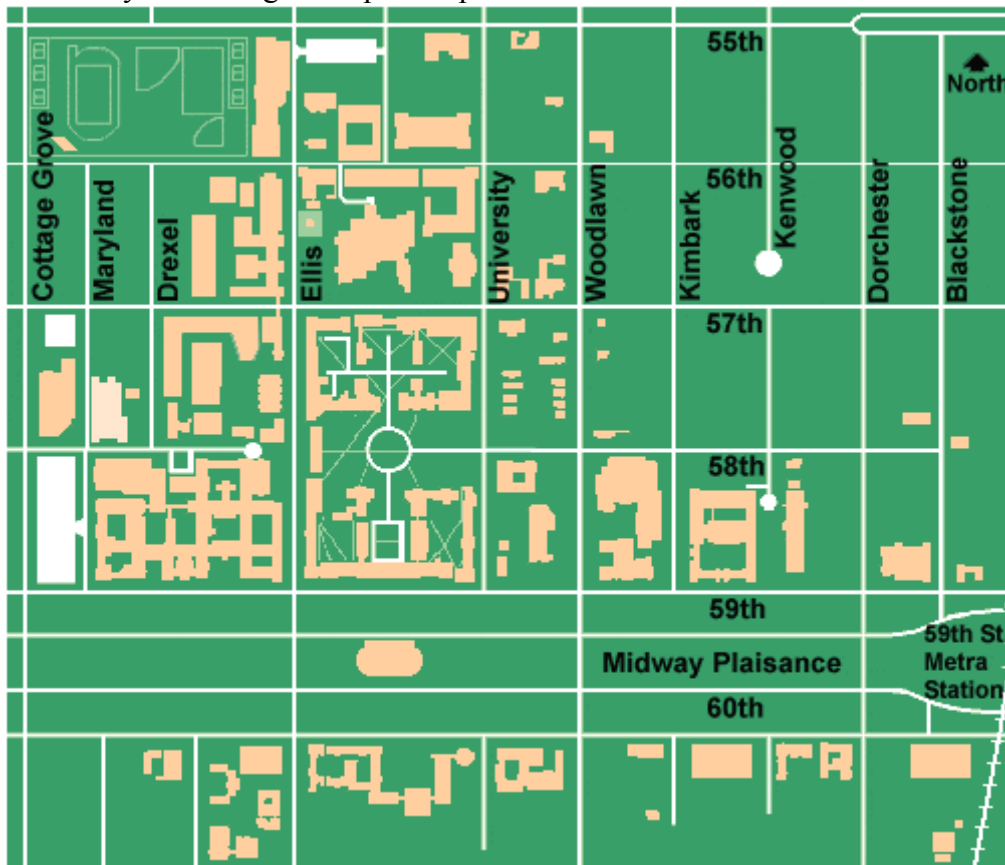 55th
North
Cottage Grove
Maryland
Drexel
Ellis
University
Woodlawn
56th
Kimbark
Kenwood
Dorchester
Blackstone
57th
58th
59th
59th St
Metra
Station
Midway Plaisance
60th